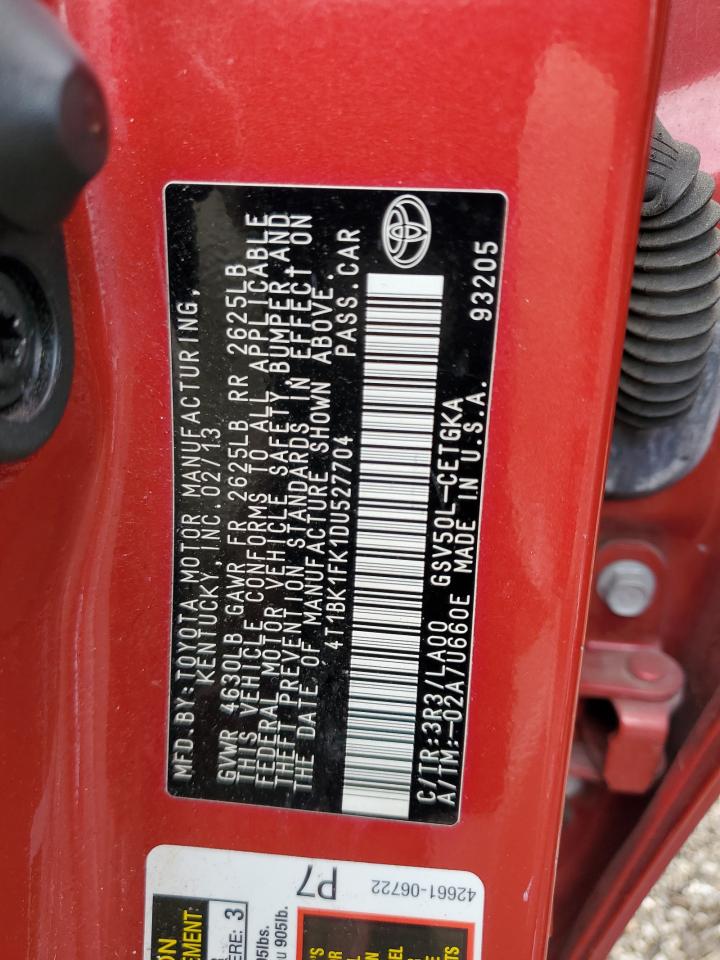 MFD.BY:TOYOTA MOTOR MANUFACTURING,
KENTUCKY,INC.02/13
GVWR 4630LB GAWR FR 2625LB RR 2625LB
THIS VEHICLE CONFORMS TO ALL APPLICABLE
FEDERAL MOTOR VEHICLE SAFETY,BUMPER,AND
THEFT PREVENTION STANDARDS IN EFFECT ON
THE DATE OF MANUFACTURE SHOWN ABOVE.
4T1BK1FK1DU527704 PASS.CAR
C/TR:3R3/LA00 GSV50L-CETGKA
A/TM:-02A/U660E MADE IN U.S.A. 93205
P7
42661-06722
3
905lb.